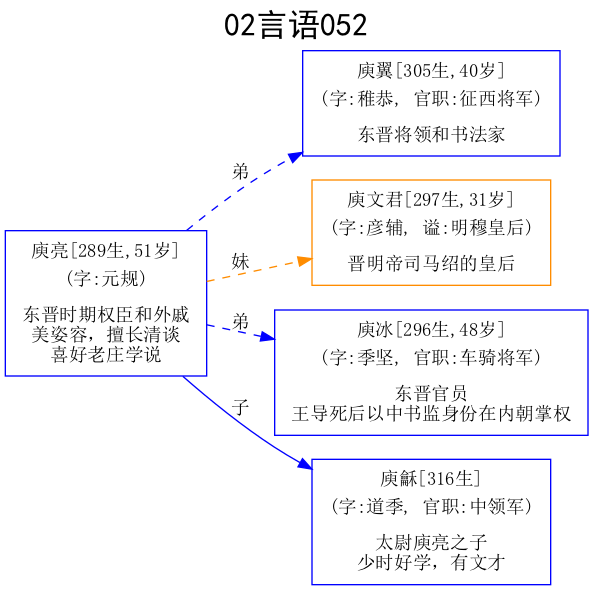 02言语052
庾翼[305生,40岁]
(字:稚恭, 官职:征西将军)
东晋将领和书法家
弟
庾文君[297生,31岁]
(字:彦辅, 谥:明穆皇后)
晋明帝司马绍的皇后
妹
庾亮[289生,51岁]
(字:元规)
东晋时期权臣和外戚
美姿容，擅长清谈
喜好老庄学说
弟
庾冰[296生,48岁]
(字:季坚, 官职:车骑将军)
东晋官员
王导死后以中书监身份在内朝掌权
子
庾龢[316生]
(字:道季, 官职:中领军)
太尉庾亮之子
少时好学，有文才